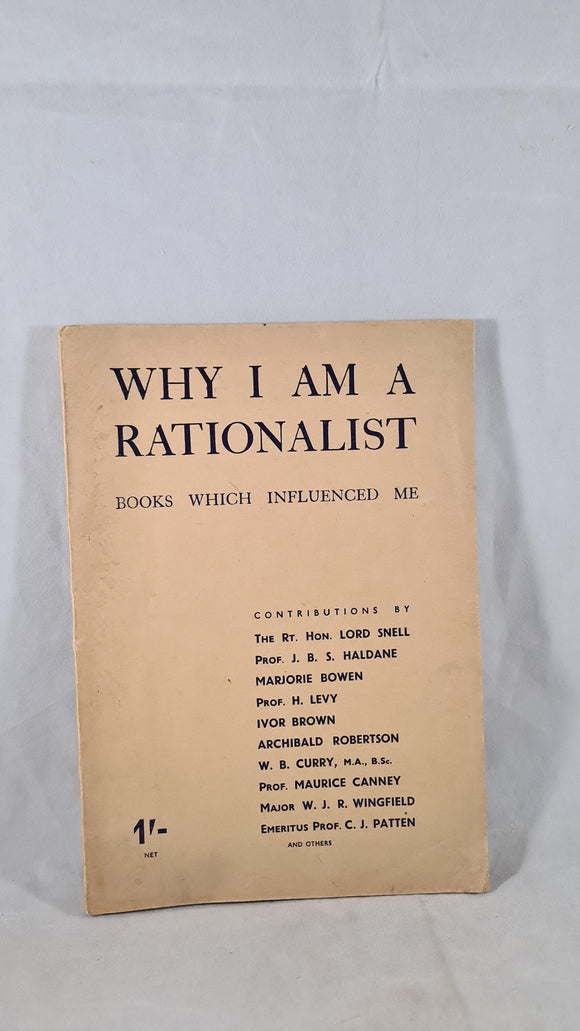 WHY I AM A
RATIONALIST
BOOKS WHICH INFLUENCED ME
CONTRIBUTIONS BY
THE RT. HON. LORD SNELL
PROF. J. B. S. HALDANE
MARJORIE BOWEN
PROF. H. LEVY
IVOR BROWN
ARCHIBALD ROBERTSON
W. B. CURRY, M.A., B.Sc.
PROF. MAURICE CANNEY
MAJOR W. J. R. WINGFIELD
EMERITUS PROF. C. J. PATTEN
AND OTHERS
1/-
NET